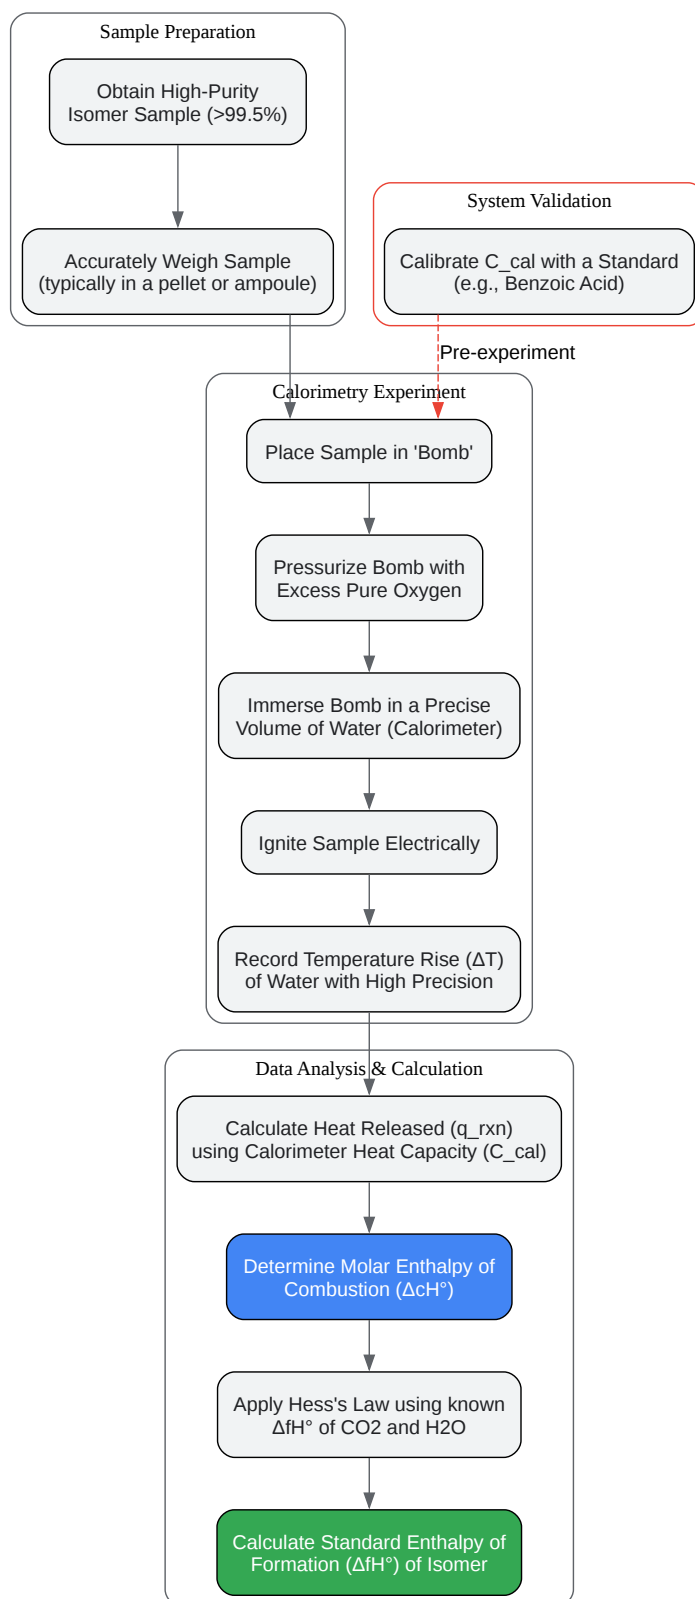 Sample Preparation
Obtain High-Purity
Isomer Sample (>99.5%)
Accurately Weigh Sample
(typically in a pellet or ampoule)
System Validation
Calibrate C_cal with a Standard
(e.g., Benzoic Acid)
Pre-experiment
Calorimetry Experiment
Place Sample in 'Bomb'
Pressurize Bomb with
Excess Pure Oxygen
Immerse Bomb in a Precise
Volume of Water (Calorimeter)
Ignite Sample Electrically
Record Temperature Rise (ΔT)
of Water with High Precision
Data Analysis & Calculation
Calculate Heat Released (q_rxn)
using Calorimeter Heat Capacity (C_cal)
Determine Molar Enthalpy of
Combustion (ΔcH°)
Apply Hess's Law using known
ΔfH° of CO2 and H2O
Calculate Standard Enthalpy of
Formation (ΔfH°) of Isomer